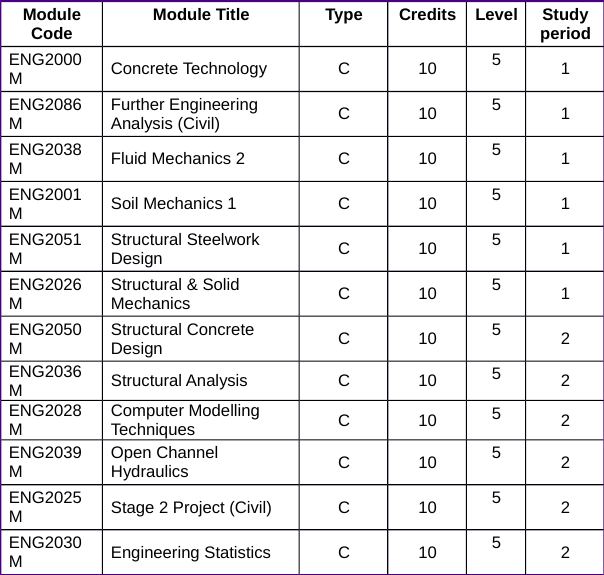 Module Code Module Title Type Credits Level Study period
ENG2000M Concrete Technology C 10 5 1
ENG2086M Further Engineering Analysis (Civil) C 10 5 1
ENG2038M Fluid Mechanics 2 C 10 5 1
ENG2001M Soil Mechanics 1 C 10 5 1
ENG2051M Structural Steelwork Design C 10 5 1
ENG2026M Structural & Solid Mechanics C 10 5 1
ENG2050M Structural Concrete Design C 10 5 2
ENG2036M Structural Analysis C 10 5 2
ENG2028M Computer Modelling Techniques C 10 5 2
ENG2039M Open Channel Hydraulics C 10 5 2
ENG2025M Stage 2 Project (Civil) C 10 5 2
ENG2030M Engineering Statistics C 10 5 2